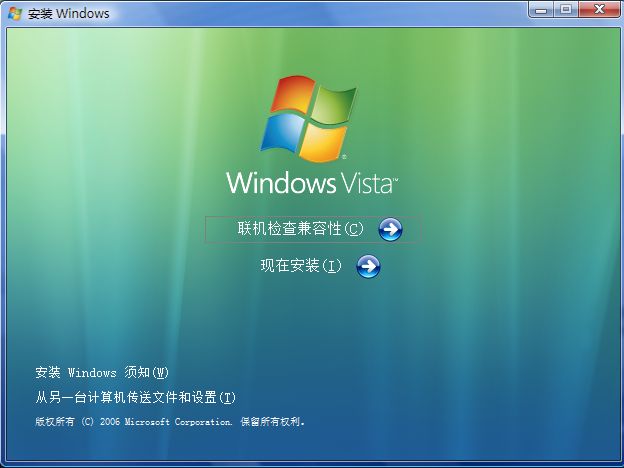 安装 Windows
Windows Vista™
联机检查兼容性(C)
现在安装(I)
安装 Windows 须知(W)
从另一台计算机传送文件和设置(T)
版权所有 (C) 2006 Microsoft Corporation. 保留所有权利。